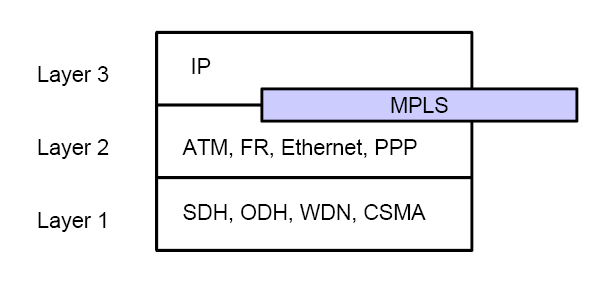 Layer 3
IP
MPLS
Layer 2
ATM, FR, Ethernet, PPP
Layer 1
SDH, ODH, WDN, CSMA